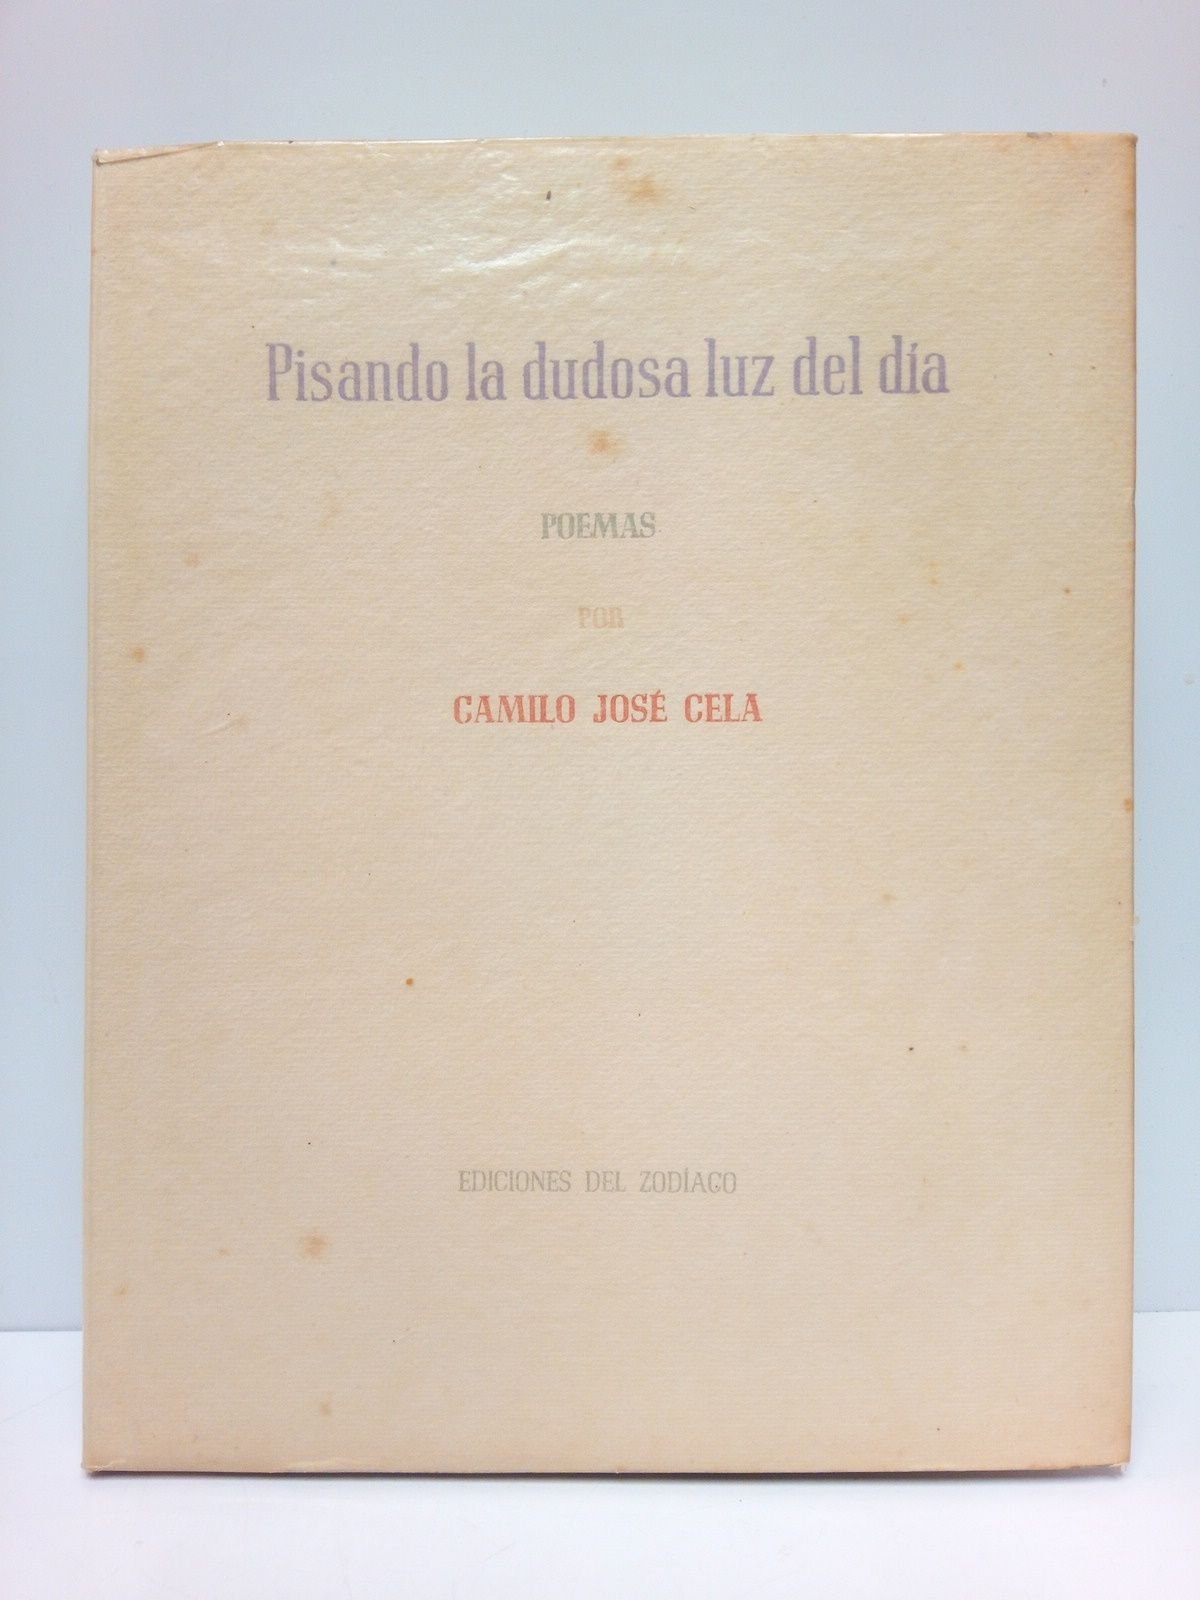 Pisando la dudosa luz del día
POEMAS
POR
CAMILO JOSÉ CELA
EDICIONES DEL ZODÍACO